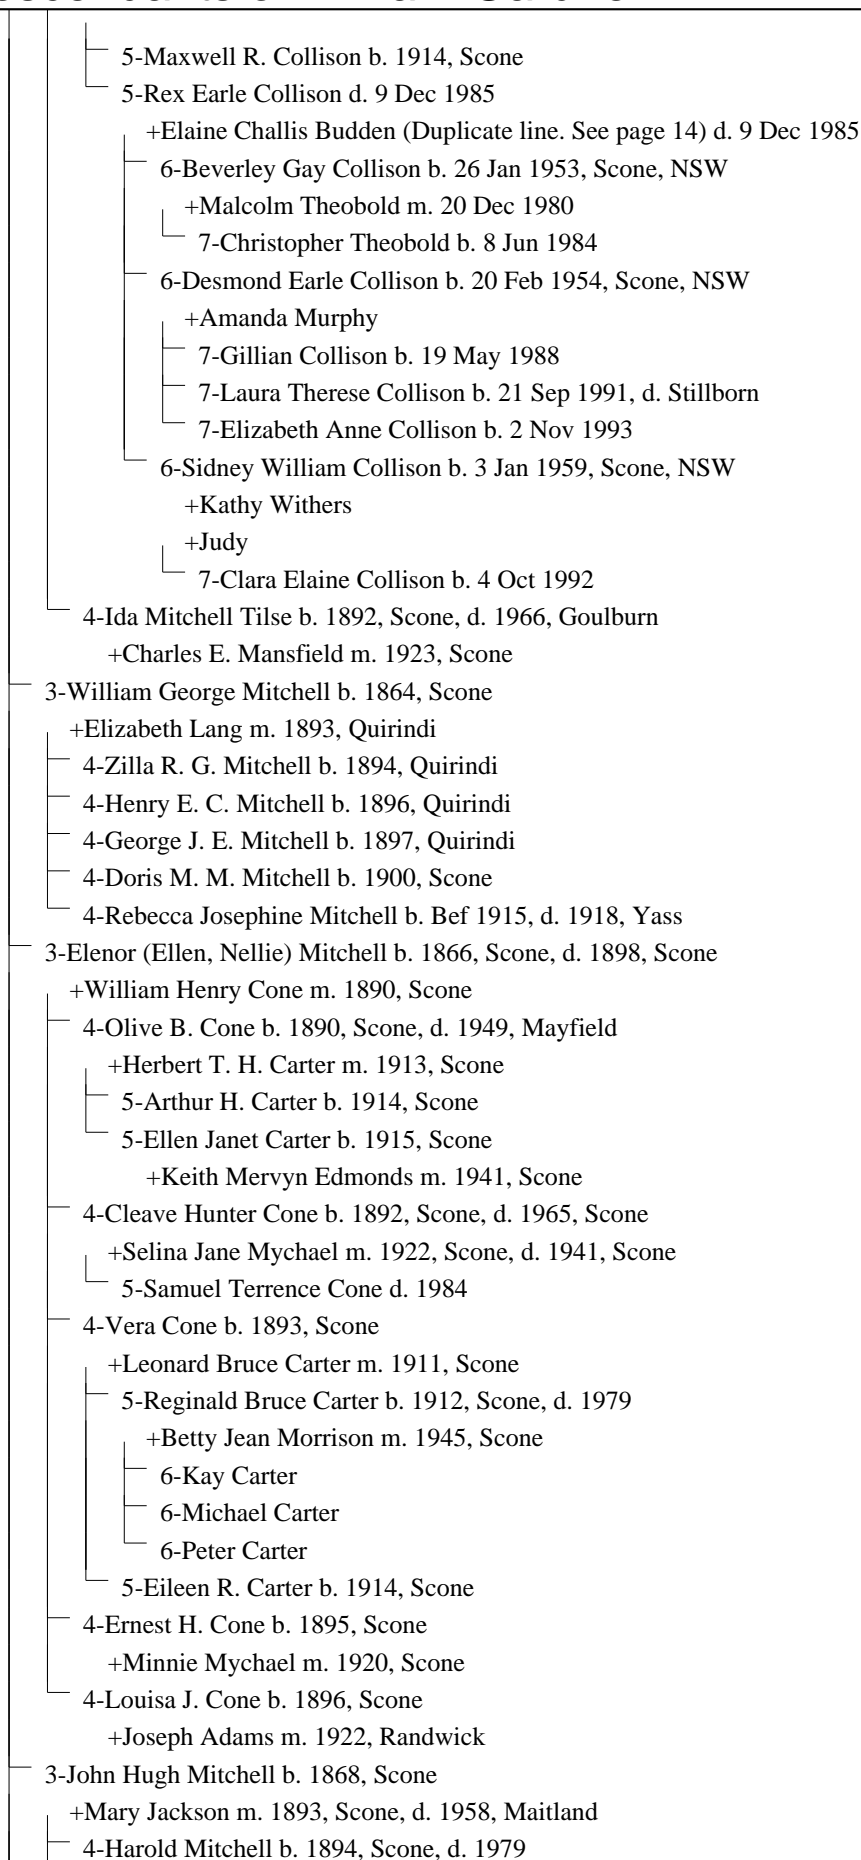 5-Maxwell R. Collison b. 1914, Scone
5-Rex Earle Collison d. 9 Dec 1985
+Elaine Challis Budden (Duplicate line. See page 14) d. 9 Dec 1985
6-Beverley Gay Collison b. 26 Jan 1953, Scone, NSW
+Malcolm Theobold m. 20 Dec 1980
7-Christopher Theobold b. 8 Jun 1984
6-Desmond Earle Collison b. 20 Feb 1954, Scone, NSW
+Amanda Murphy
7-Gillian Collison b. 19 May 1988
7-Laura Therese Collison b. 21 Sep 1991, d. Stillborn
7-Elizabeth Anne Collison b. 2 Nov 1993
6-Sidney William Collison b. 3 Jan 1959, Scone, NSW
+Kathy Withers
+Judy
7-Clara Elaine Collison b. 4 Oct 1992
4-Ida Mitchell Tilse b. 1892, Scone, d. 1966, Goulburn
+Charles E. Mansfield m. 1923, Scone
3-William George Mitchell b. 1864, Scone
+Elizabeth Lang m. 1893, Quirindi
4-Zilla R. G. Mitchell b. 1894, Quirindi
4-Henry E. C. Mitchell b. 1896, Quirindi
4-George J. E. Mitchell b. 1897, Quirindi
4-Doris M. M. Mitchell b. 1900, Scone
4-Rebecca Josephine Mitchell b. Bef 1915, d. 1918, Yass
3-Elenor (Ellen, Nellie) Mitchell b. 1866, Scone, d. 1898, Scone
+William Henry Cone m. 1890, Scone
4-Olive B. Cone b. 1890, Scone, d. 1949, Mayfield
+Herbert T. H. Carter m. 1913, Scone
5-Arthur H. Carter b. 1914, Scone
5-Ellen Janet Carter b. 1915, Scone
+Keith Mervyn Edmonds m. 1941, Scone
4-Cleave Hunter Cone b. 1892, Scone, d. 1965, Scone
+Selina Jane Mychael m. 1922, Scone, d. 1941, Scone
5-Samuel Terrence Cone d. 1984
4-Vera Cone b. 1893, Scone
+Leonard Bruce Carter m. 1911, Scone
5-Reginald Bruce Carter b. 1912, Scone, d. 1979
+Betty Jean Morrison m. 1945, Scone
6-Kay Carter
6-Michael Carter
6-Peter Carter
5-Eileen R. Carter b. 1914, Scone
4-Ernest H. Cone b. 1895, Scone
+Minnie Mychael m. 1920, Scone
4-Louisa J. Cone b. 1896, Scone
+Joseph Adams m. 1922, Randwick
3-John Hugh Mitchell b. 1868, Scone
+Mary Jackson m. 1893, Scone, d. 1958, Maitland
4-Harold Mitchell b. 1894, Scone, d. 1979